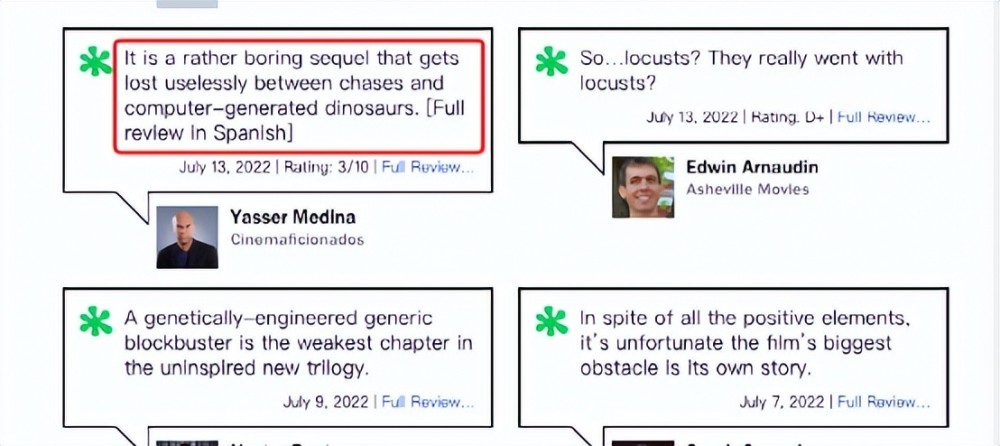 It is a rather boring sequel that gets
lost uselessly between chases and
computer-generated dinosaurs. [Full
review in Spanish]
July 13, 2022 | Rating: 3/10 | Full Review...
Yasser Medina
Cinemaficionados
So...locusts? They really went with
locusts?
July 13, 2022 | Rating: D+ | Full Review...
Edwin Arnaudin
Asheville Movies
A genetically-engineered generic
blockbuster is the weakest chapter in
the uninspired new trilogy.
July 9, 2022 | Full Review...
In spite of all the positive elements,
it's unfortunate the film's biggest
obstacle is its own story.
July 7, 2022 | Full Review...